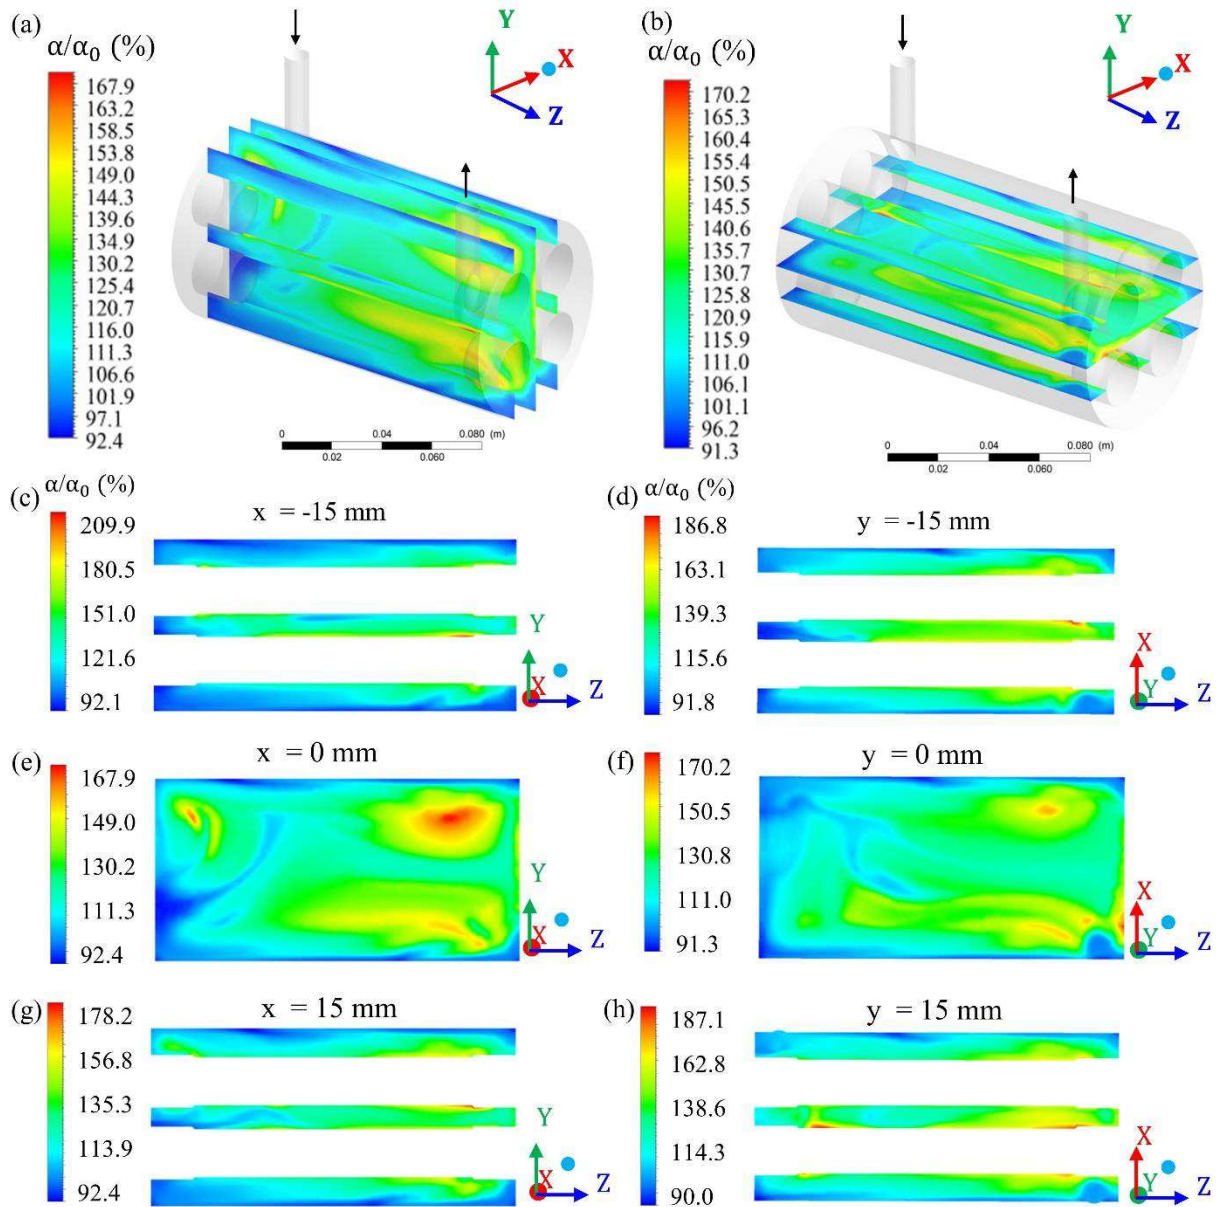 (a)
α/α₀ (%)
167.9
163.2
158.5
153.8
149.0
144.3
139.6
134.9
130.2
125.4
120.7
116.0
111.3
106.6
101.9
97.1
92.4
Y
X
Z
0 0.04 0.080 (m)
0.02 0.060
(b)
α/α₀ (%)
170.2
165.3
160.4
155.4
150.5
145.6
140.7
135.7
130.7
125.8
120.9
115.9
111.0
106.1
101.1
96.2
91.3
Y
X
Z
0 0.04 0.080 (m)
0.02 0.060
(c)
α/α₀ (%)
x = -15 mm
209.9
180.5
151.0
121.6
92.1
Y
X
Z
(d)
α/α₀ (%)
y = -15 mm
186.8
163.1
139.3
115.6
91.8
X
Y
Z
(e)
x = 0 mm
167.9
149.0
130.2
111.3
92.4
Y
X
Z
(f)
y = 0 mm
170.2
150.5
130.8
111.0
91.3
X
Y
Z
(g)
x = 15 mm
178.2
156.8
135.3
113.9
92.4
Y
X
Z
(h)
y = 15 mm
187.1
162.8
138.6
114.3
90.0
X
Y
Z